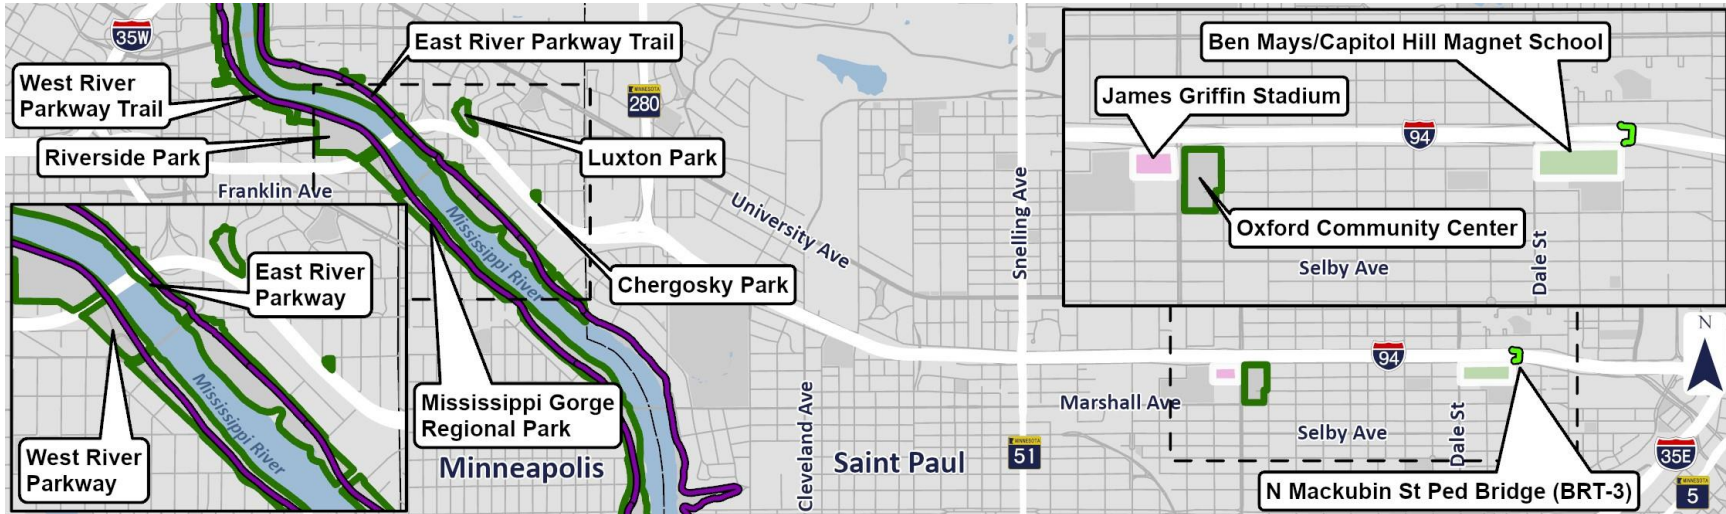 35W
East River Parkway Trail
West River
Parkway Trail
MINNESOTA
280
Riverside Park
Luxton Park
Franklin Ave
University Ave
Mississippi River
Chergosky Park
Snelling Ave
East River
Parkway
Mississippi River
West River
Parkway
Mississippi Gorge
Regional Park
Minneapolis
Cleveland Ave
Saint Paul
MINNESOTA
51
Ben Mays/Capitol Hill Magnet School
James Griffin Stadium
94
Oxford Community Center
Selby Ave
Dale St
N
94
Marshall Ave
Selby Ave
Dale St
35E
N Mackubin St Ped Bridge (BRT-3)
MINNESOTA
5